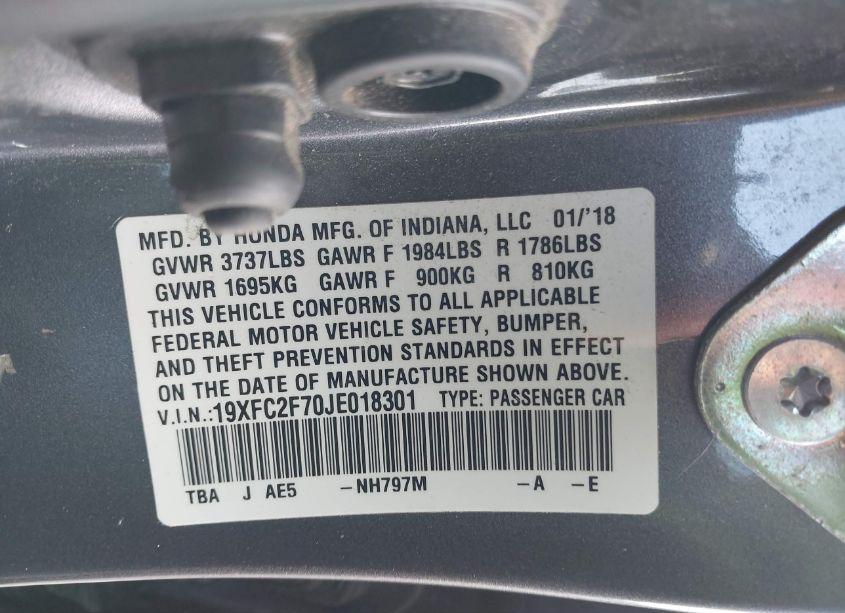 MFD. BY HONDA MFG. OF INDIANA, LLC 01/'18
GVWR 3737LBS GAWR F 1984LBS R 1786LBS
GVWR 1695KG GAWR F 900KG R 810KG
THIS VEHICLE CONFORMS TO ALL APPLICABLE
FEDERAL MOTOR VEHICLE SAFETY, BUMPER,
AND THEFT PREVENTION STANDARDS IN EFFECT
ON THE DATE OF MANUFACTURE SHOWN ABOVE.
V.I.N.:19XFC2F70JE018301 TYPE: PASSENGER CAR
TBA J AE5 -NH797M -A -E